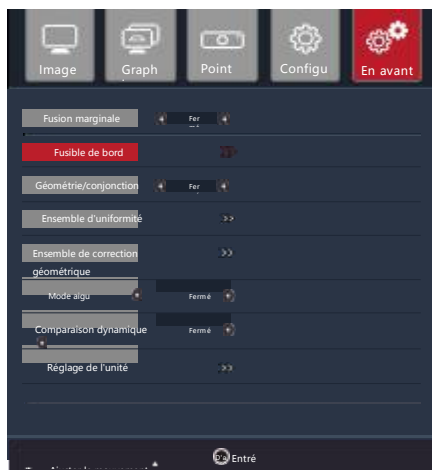 Image
Graph
Point
Configu
En avant
Fusion marginale
Fer
Fusible de bord
Géométrie/conjonction
Fer
Ensemble d'uniformité
>>
Ensemble de correction
>>
géométrique
Mode aigu
Fermé
Comparaison dynamique
Fermé
Réglage de l'unité
>>
Entré